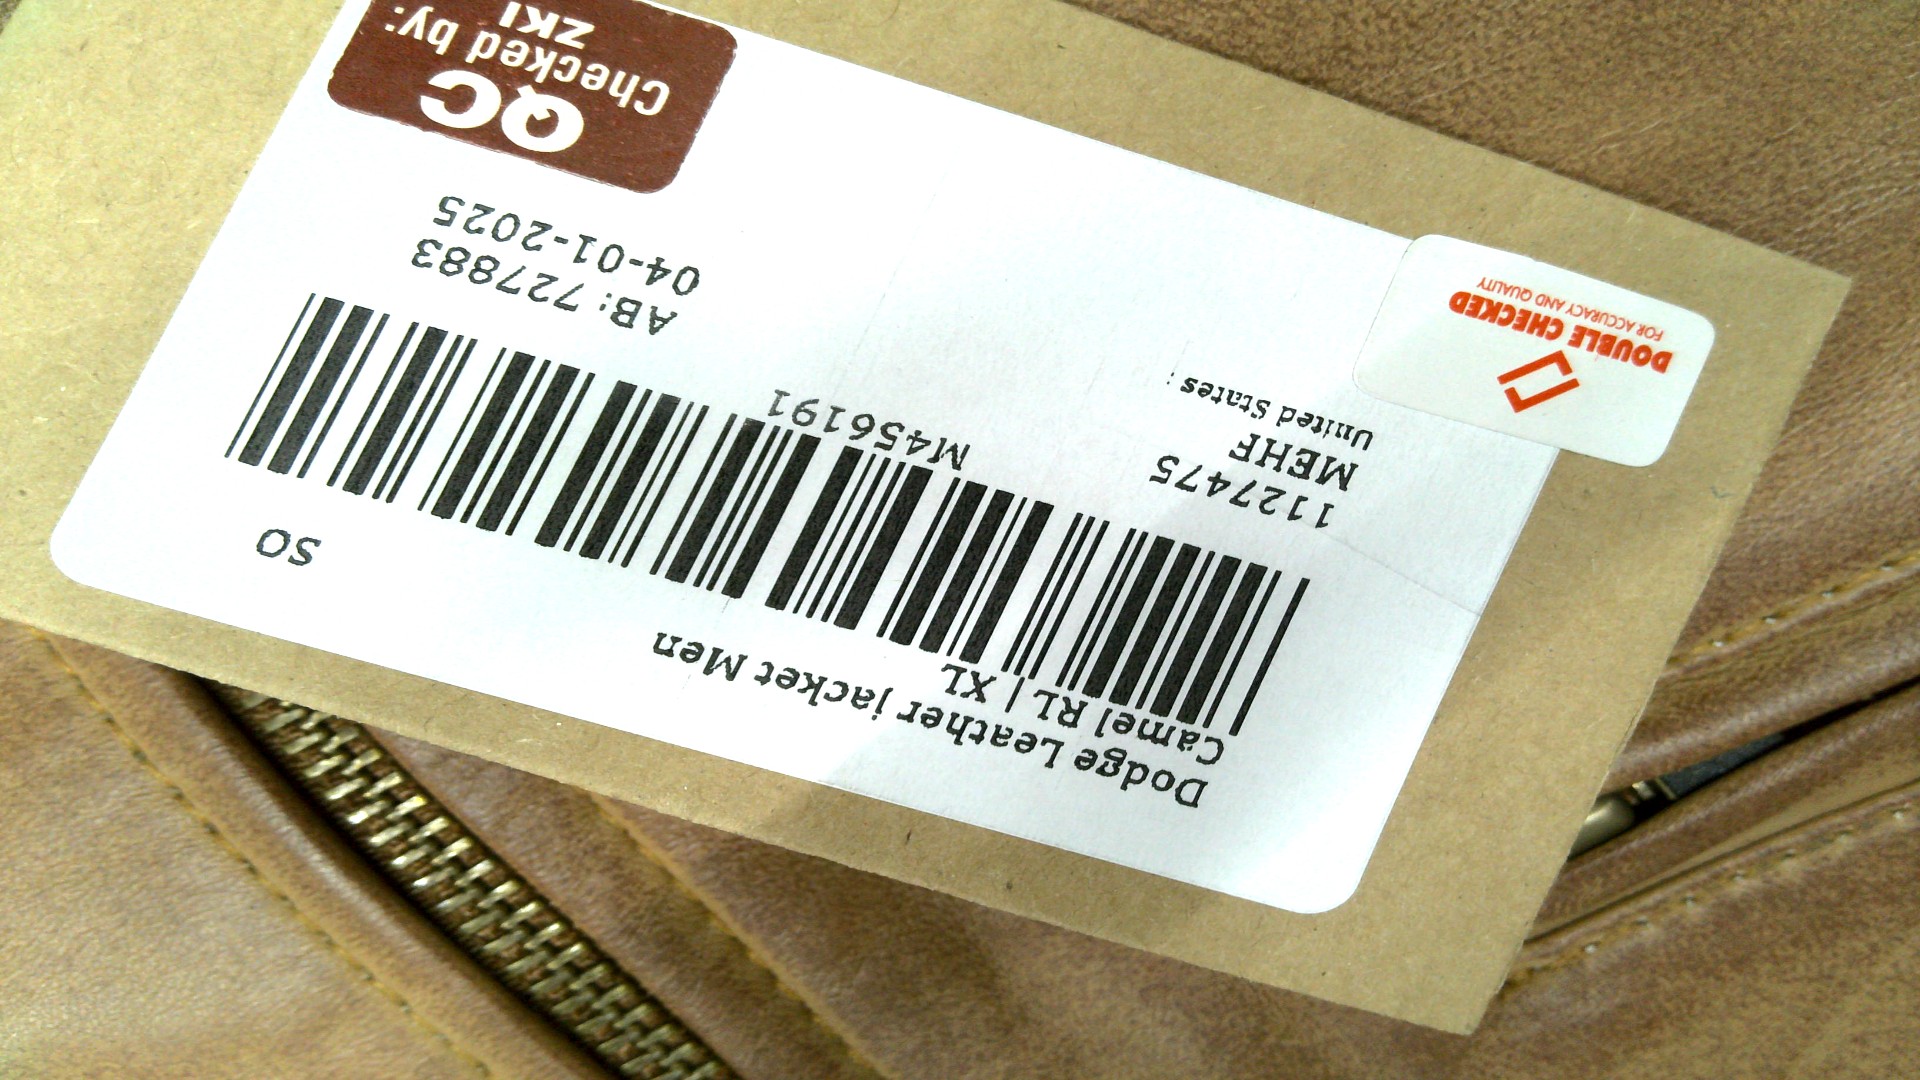 Dodge Leather jacket Men
Camel RL | XL
SO
M456191
1127475
MEHF
United States
AB: 727883
04-01-2025
QC
Checked by:
ZKI
DOUBLE CHECKED
FOR ACCURACY AND QUALITY